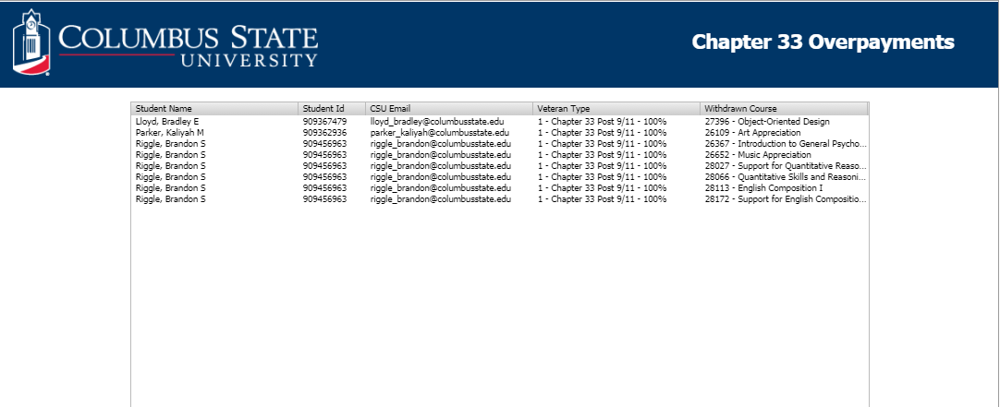 COLUMBUS STATE
UNIVERSITY
Chapter 33 Overpayments
Student Name Student Id CSU Email Veteran Type Withdrawn Course
Lloyd, Bradley E 909367479 lloyd_bradley@columbusstate.edu 1 - Chapter 33 Post 9/11 - 100% 27396 - Object-Oriented Design
Parker, Kaliyah M 909362936 parker_kaliyah@columbusstate.edu 1 - Chapter 33 Post 9/11 - 100% 26109 - Art Appreciation
Riggle, Brandon S 909456963 riggle_brandon@columbusstate.edu 1 - Chapter 33 Post 9/11 - 100% 26367 - Introduction to General Psycho...
Riggle, Brandon S 909456963 riggle_brandon@columbusstate.edu 1 - Chapter 33 Post 9/11 - 100% 26652 - Music Appreciation
Riggle, Brandon S 909456963 riggle_brandon@columbusstate.edu 1 - Chapter 33 Post 9/11 - 100% 28027 - Support for Quantitative Reaso...
Riggle, Brandon S 909456963 riggle_brandon@columbusstate.edu 1 - Chapter 33 Post 9/11 - 100% 28066 - Quantitative Skills and Reasoni...
Riggle, Brandon S 909456963 riggle_brandon@columbusstate.edu 1 - Chapter 33 Post 9/11 - 100% 28113 - English Composition I
Riggle, Brandon S 909456963 riggle_brandon@columbusstate.edu 1 - Chapter 33 Post 9/11 - 100% 28172 - Support for English Compositio...